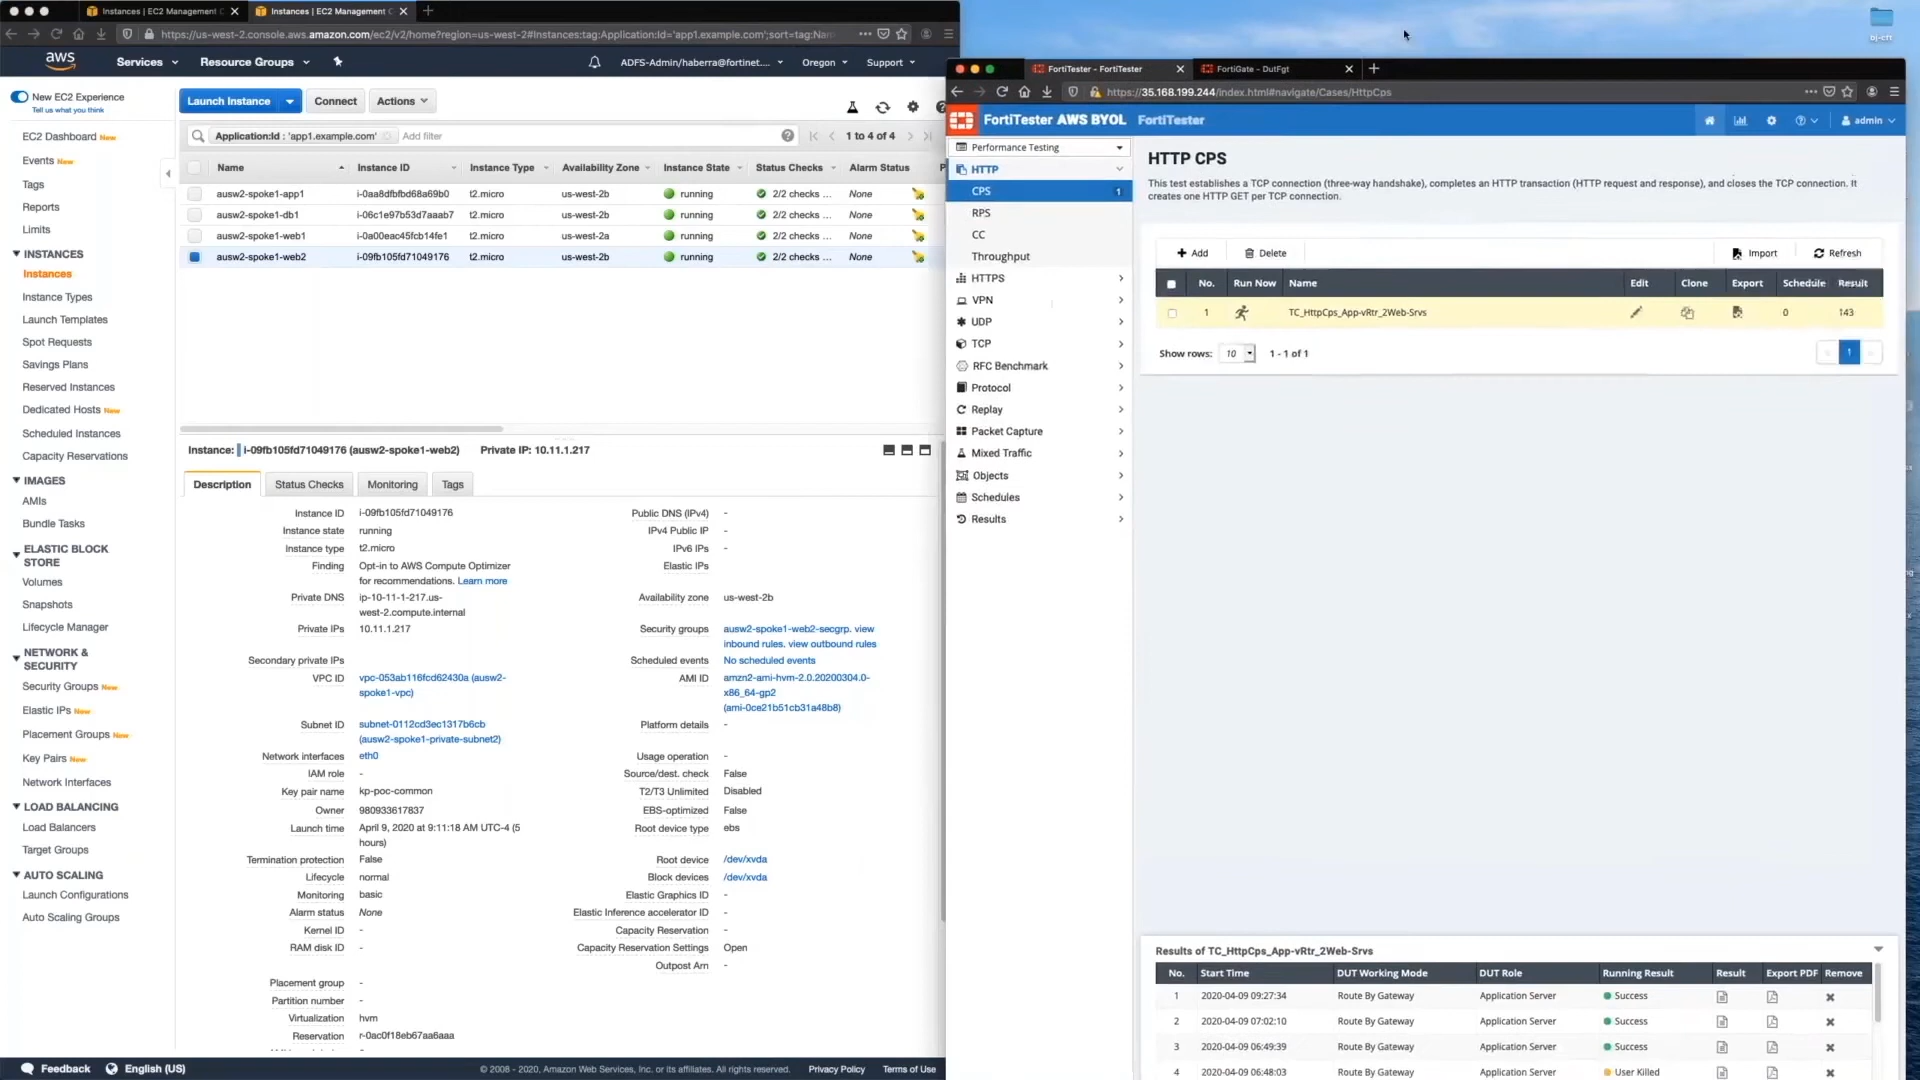 Instances | EC2 Management C
Instances | EC2 Management C
https://us-west-2.console.aws.amazon.com/ec2/v2/home?region=us-west-2#Instances:tag:Application:Id='app1.example.com';sort=tag:Nam
aws
Services
Resource Groups
ADFS-Admin/haberra@fortinet....
Oregon
Support
New EC2 Experience
Tell us what you think
EC2 Dashboard New
Events New
Tags
Reports
Limits
INSTANCES
Instances
Instance Types
Launch Templates
Spot Requests
Savings Plans
Reserved Instances
Dedicated Hosts New
Scheduled Instances
Capacity Reservations
IMAGES
AMIs
Bundle Tasks
ELASTIC BLOCK
STORE
Volumes
Snapshots
Lifecycle Manager
NETWORK &
SECURITY
Security Groups New
Elastic IPs New
Placement Groups New
Key Pairs New
Network Interfaces
LOAD BALANCING
Load Balancers
Target Groups
AUTO SCALING
Launch Configurations
Auto Scaling Groups
Launch Instance
Connect
Actions
Application:Id : 'app1.example.com'
Add filter
1 to 4 of 4
Name Instance ID Instance Type Availability Zone Instance State Status Checks Alarm Status
ausw2-spoke1-app1 i-0aa8dfbfbd68a69b0 t2.micro us-west-2b running 2/2 checks ... None
ausw2-spoke1-db1 i-06c1e97b53d7aaab7 t2.micro us-west-2b running 2/2 checks ... None
ausw2-spoke1-web1 i-0a00eac45fcb14fe1 t2.micro us-west-2a running 2/2 checks ... None
ausw2-spoke1-web2 i-09fb105fd71049176 t2.micro us-west-2b running 2/2 checks ... None
Instance: i-09fb105fd71049176 (ausw2-spoke1-web2) Private IP: 10.11.1.217
Description
Status Checks
Monitoring
Tags
Instance ID i-09fb105fd71049176
Instance state running
Instance type t2.micro
Finding Opt-in to AWS Compute Optimizer
for recommendations. Learn more
Private DNS ip-10-11-1-217.us-
west-2.compute.internal
Private IPs 10.11.1.217
Secondary private IPs
VPC ID vpc-053ab116fcd62430a (ausw2-
spoke1-vpc)
Subnet ID subnet-0112cd3ec1317b6cb
(ausw2-spoke1-private-subnet2)
Network interfaces eth0
IAM role -
Key pair name kp-poc-common
Owner 980933617837
Launch time April 9, 2020 at 9:11:18 AM UTC-4 (5
hours)
Termination protection False
Lifecycle normal
Monitoring basic
Alarm status None
Kernel ID -
RAM disk ID -
Placement group -
Partition number -
Virtualization hvm
Reservation r-0ac0f18eb67aa6aaa
Public DNS (IPv4) -
IPv4 Public IP -
IPv6 IPs -
Elastic IPs
Availability zone us-west-2b
Security groups ausw2-spoke1-web2-secgrp. view
inbound rules. view outbound rules
Scheduled events No scheduled events
AMI ID amzn2-ami-hvm-2.0.20200304.0-
x86_64-gp2
(ami-0ce21b51cb31a48b8)
Platform details -
Usage operation -
Source/dest. check False
T2/T3 Unlimited Disabled
EBS-optimized False
Root device type ebs
Root device /dev/xvda
Block devices /dev/xvda
Elastic Graphics ID -
Elastic Inference accelerator ID -
Capacity Reservation -
Capacity Reservation Settings Open
Outpost Arn -
Feedback
English (US)
© 2008 - 2020, Amazon Web Services, Inc. or its affiliates. All rights reserved.
Privacy Policy
Terms of Use
bj-cft
FortiTester - FortiTester
FortiGate - DutFgt
https://35.168.199.244/index.html#navigate/Cases/HttpCps
FortiTester AWS BYOL FortiTester
admin
Performance Testing
HTTP
CPS 1
RPS
CC
Throughput
HTTPS
VPN
UDP
TCP
RFC Benchmark
Protocol
Replay
Packet Capture
Mixed Traffic
Objects
Schedules
Results
HTTP CPS
This test establishes a TCP connection (three-way handshake), completes an HTTP transaction (HTTP request and response), and closes the TCP connection. It
creates one HTTP GET per TCP connection.
Add
Delete
Import
Refresh
No. Run Now Name Edit Clone Export Schedule Result
1 TC_HttpCps_App-vRtr_2Web-Srvs 0 143
Show rows: 10 1 - 1 of 1
1
Results of TC_HttpCps_App-vRtr_2Web-Srvs
No. Start Time DUT Working Mode DUT Role Running Result Result Export PDF Remove
1 2020-04-09 09:27:34 Route By Gateway Application Server Success
2 2020-04-09 07:02:10 Route By Gateway Application Server Success
3 2020-04-09 06:49:39 Route By Gateway Application Server Success
4 2020-04-09 06:48:03 Route By Gateway Application Server User Killed